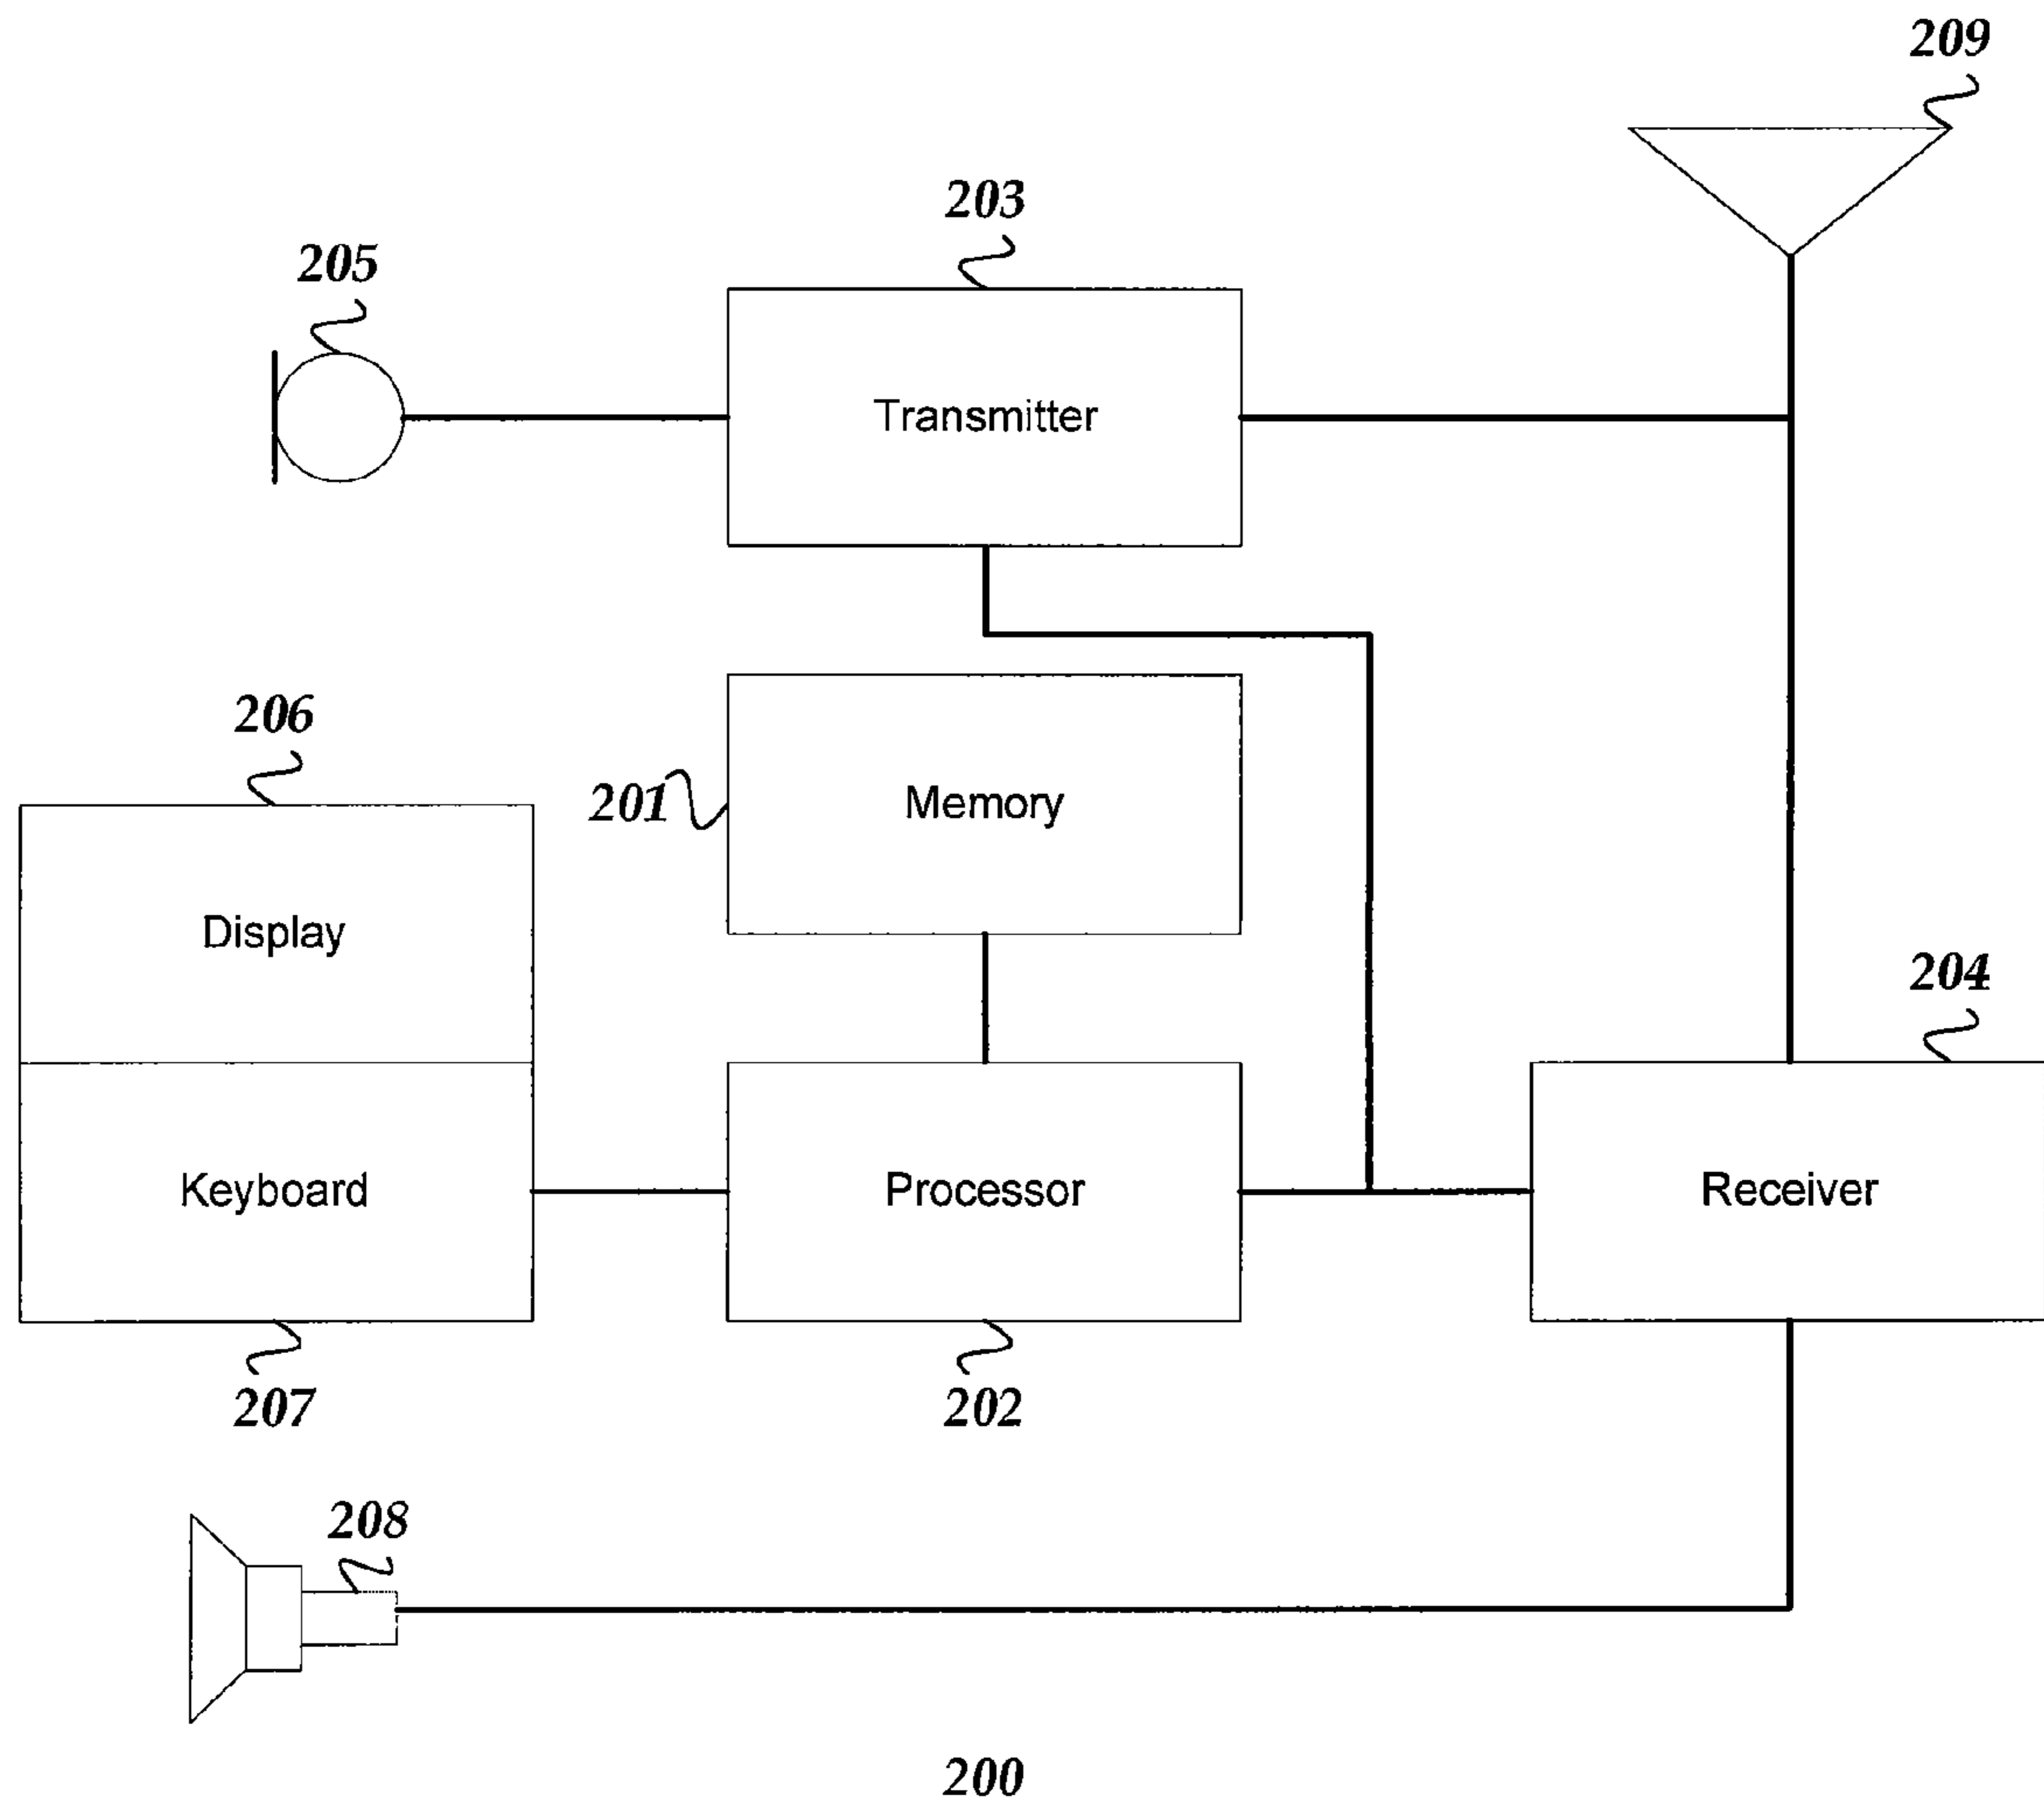 209
203
205
Transmitter
206
201
Memory
Display
204
Keyboard
Processor
Receiver
207
202
208
200